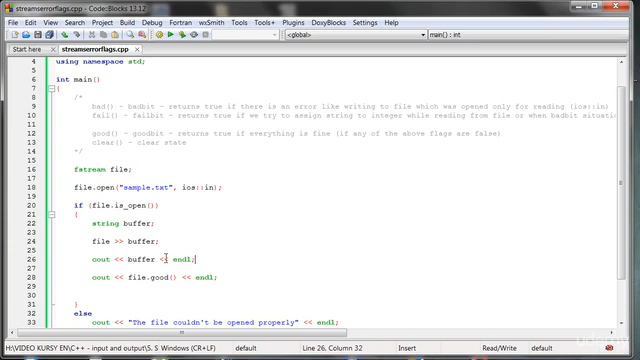 streamserrorflags.cpp - Code::Blocks 13.12
File Edit View Search Project Build Debug Fortran wxSmith Tools Tools+ Plugins DoxyBlocks Settings Help
<global> main() : int
Start here streamserrorflags.cpp
4 using namespace std;
5
6 int main()
7 {
8 /*
9 bad() - badbit - returns true if there is an error like writing to file which was opened only for reading (ios::in)
10 fail() - failbit - returns true if we try to assign string to integer while reading from file or when badbit situati
11
12 good() - goodbit - returns true if everything is fine (if any of the above flags are false)
13 clear() - clear state
14 */
15
16 fstream file;
17
18 file.open("sample.txt", ios::in);
19
20 if (file.is_open())
21 {
22 string buffer;
23
24 file >> buffer;
25
26 cout << buffer << endl;
27
28 cout << file.good() << endl;
29
30
31 }
32 else
33 cout << "The file couldn't be opened properly" << endl;
H:\VIDEO KURSY EN\C++ - input and output\5. M Windows (CR+LF) default Line 26, Column 32 Insert Read/Write default